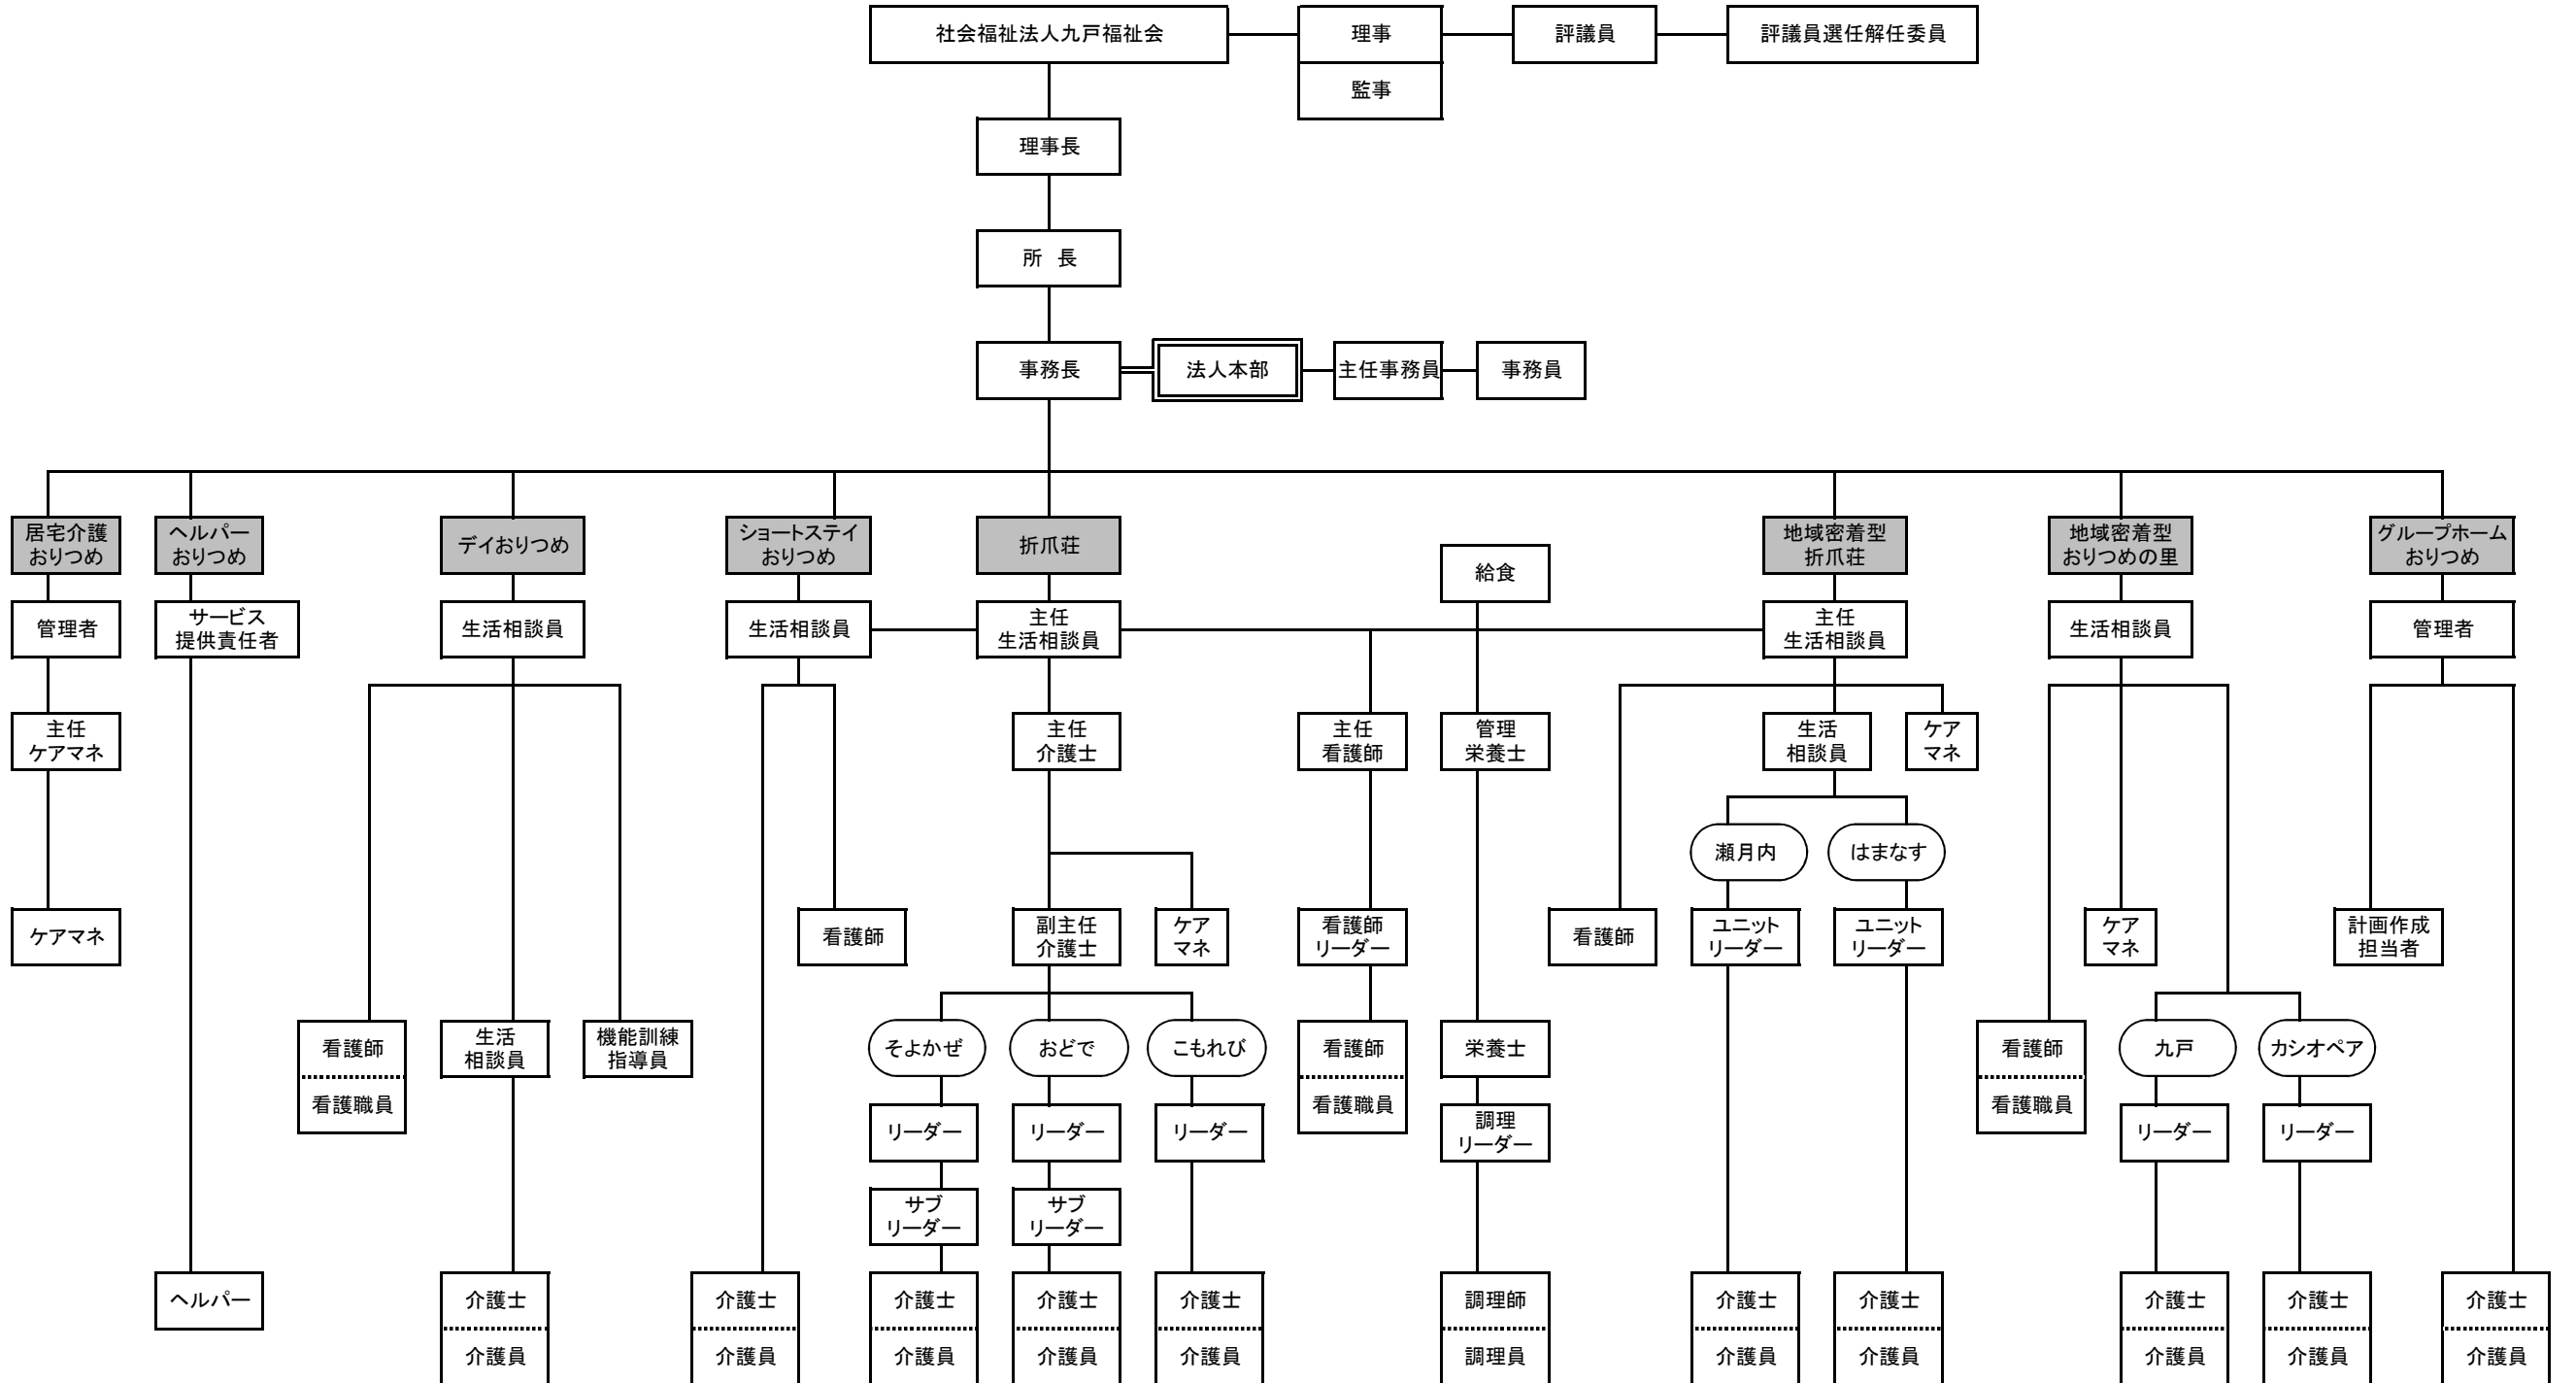 社会福祉法人九戸福祉会
理事
評議員
評議員選任解任委員
監事
理事長
所 長
事務長
法人本部
主任事務員
事務員
居宅介護
おりつめ
ヘルパー
おりつめ
デイおりつめ
ショートステイ
おりつめ
折爪荘
地域密着型
折爪荘
地域密着型
おりつめの里
グループホーム
おりつめ
給食
管理者
サービス
提供責任者
生活相談員
生活相談員
主任
生活相談員
主任
生活相談員
生活相談員
管理者
主任
ケアマネ
主任
介護士
主任
看護師
管理
栄養士
生活
相談員
ケア
マネ
瀬月内
はまなす
ケアマネ
看護師
副主任
介護士
ケア
マネ
看護師
リーダー
看護師
ユニット
リーダー
ユニット
リーダー
ケア
マネ
計画作成
担当者
看護師
看護職員
生活
相談員
機能訓練
指導員
そよかぜ
おどで
こもれび
看護師
看護職員
栄養士
看護師
看護職員
九戸
カシオペア
リーダー
リーダー
リーダー
調理
リーダー
リーダー
リーダー
サブ
リーダー
サブ
リーダー
ヘルパー
介護士
介護員
介護士
介護員
介護士
介護員
介護士
介護員
介護士
介護員
調理師
調理員
介護士
介護員
介護士
介護員
介護士
介護員
介護士
介護員
介護士
介護員